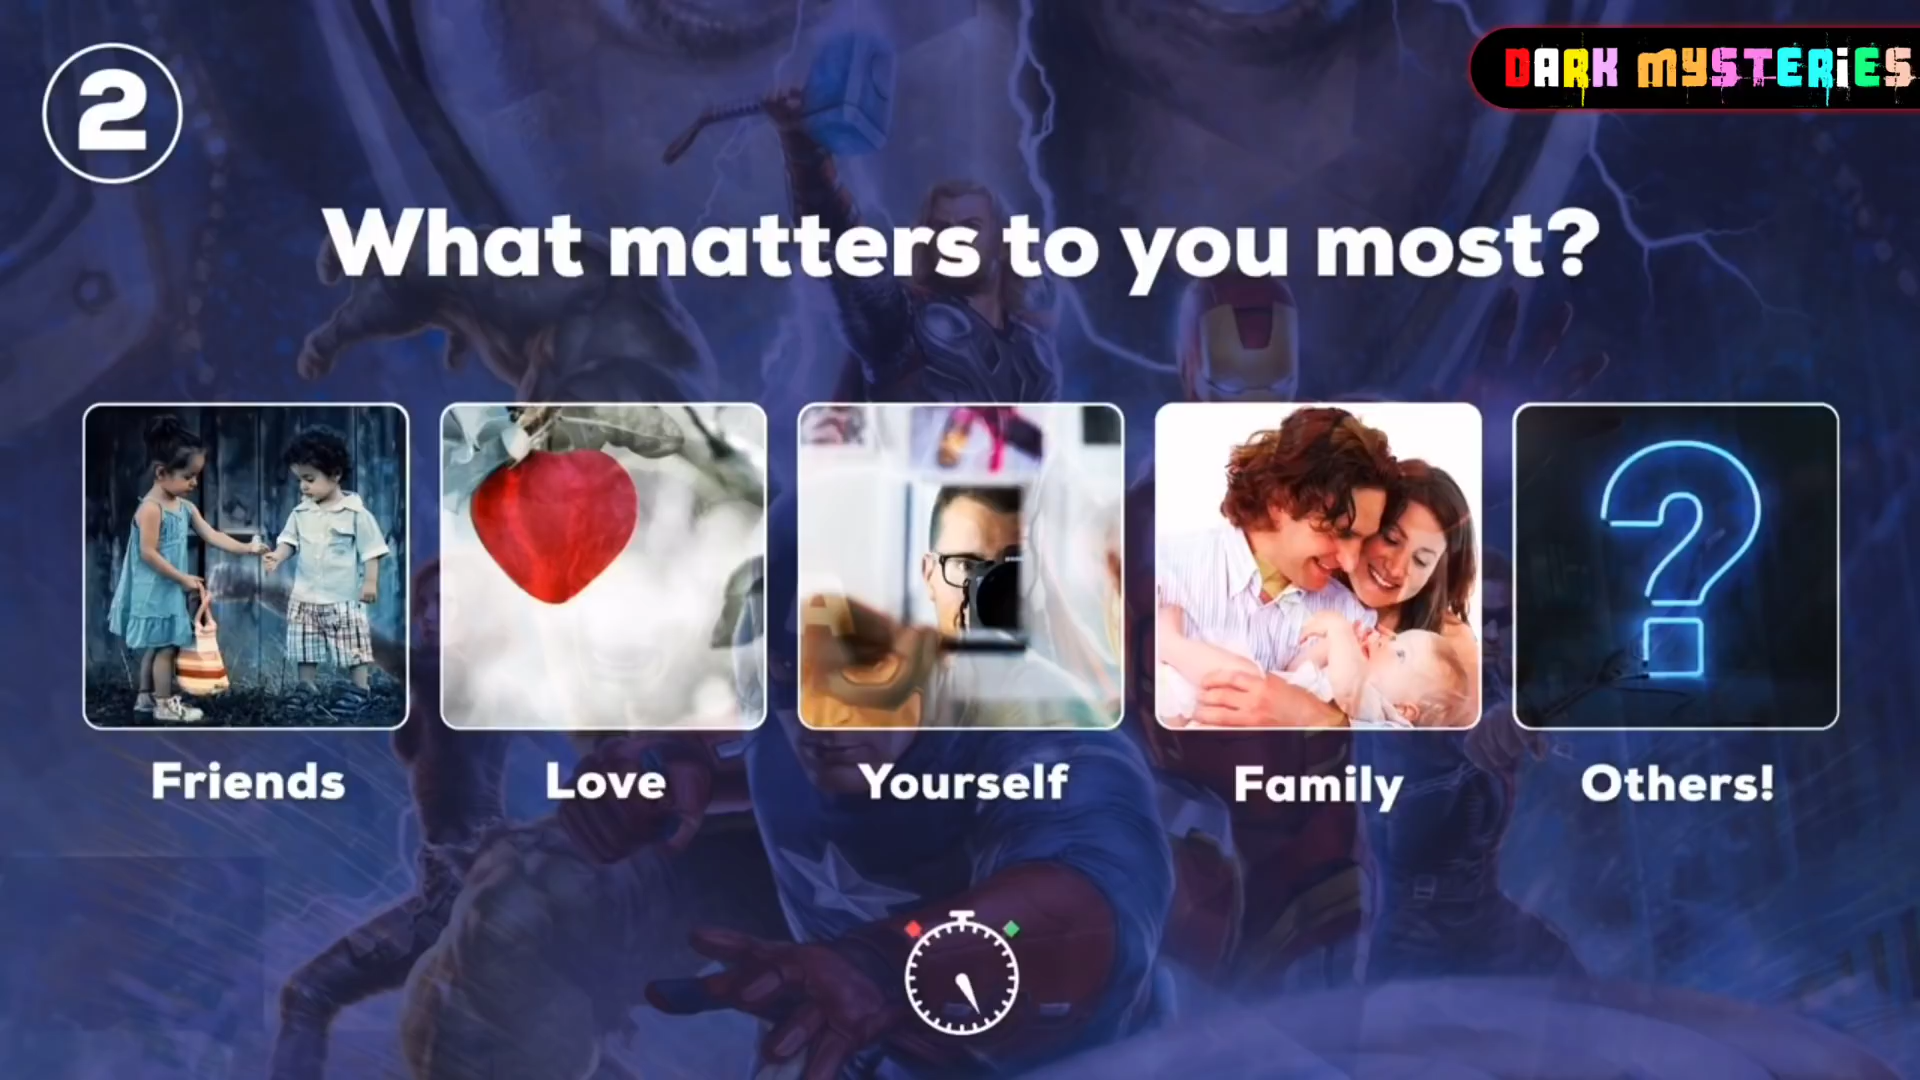 2
DARK MYSTERIES
What matters to you most?
Friends
Love
Yourself
Family
Others!